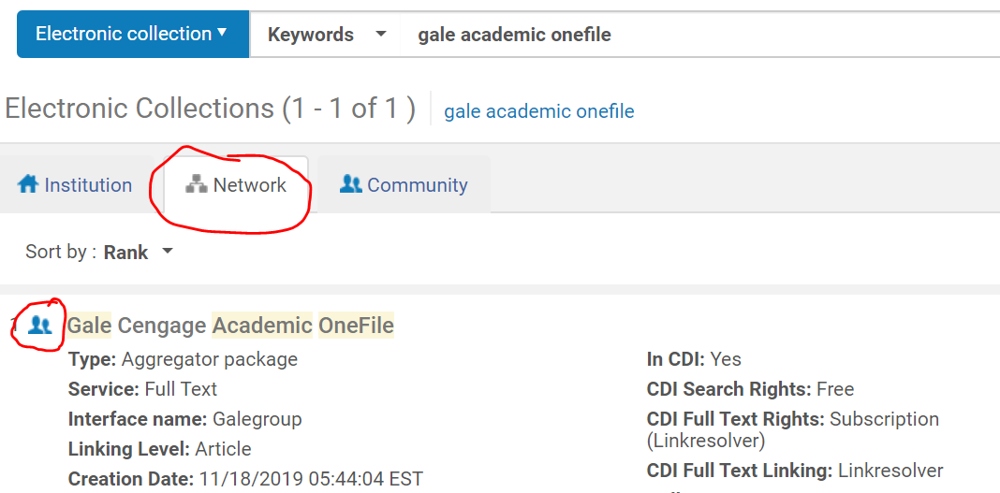 Electronic collection Keywords gale academic onefile
Electronic Collections (1 - 1 of 1 ) gale academic onefile
Institution Network Community
Sort by : Rank
1 Gale Cengage Academic OneFile
Type: Aggregator package In CDI: Yes
Service: Full Text CDI Search Rights: Free
Interface name: Galegroup CDI Full Text Rights: Subscription
(Linkresolver)
Linking Level: Article
Creation Date: 11/18/2019 05:44:04 EST CDI Full Text Linking: Linkresolver